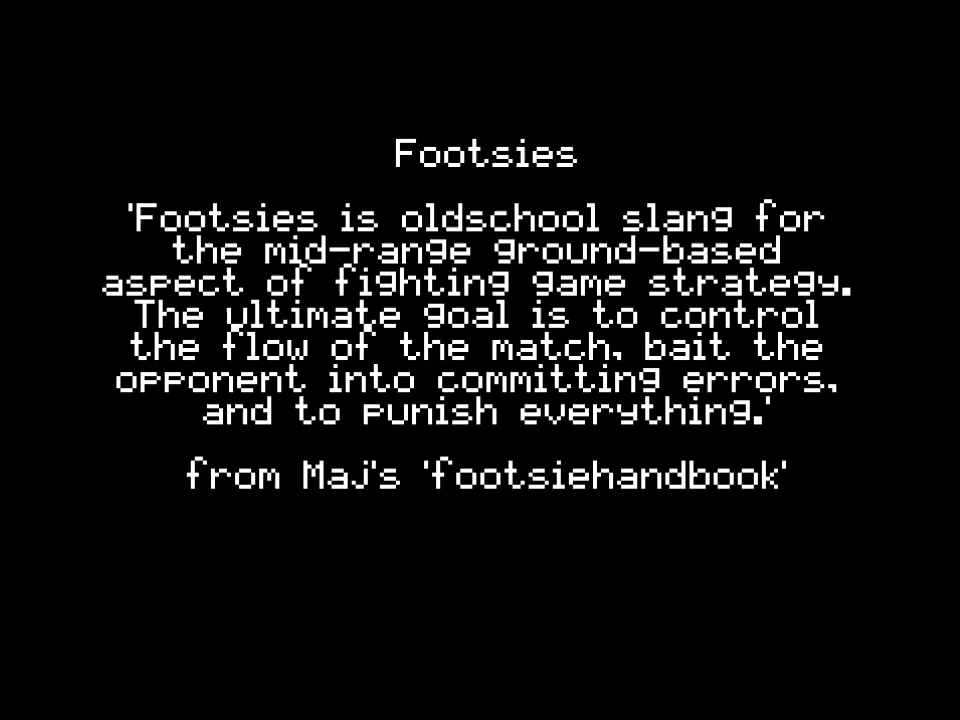 Footsies
'Footsies is oldschool slang for
the mid-range ground-based
aspect of fighting game strategy.
The ultimate goal is to control
the flow of the match, bait the
opponent into committing errors,
and to punish everything.'
from Maj's 'footsiehandbook'